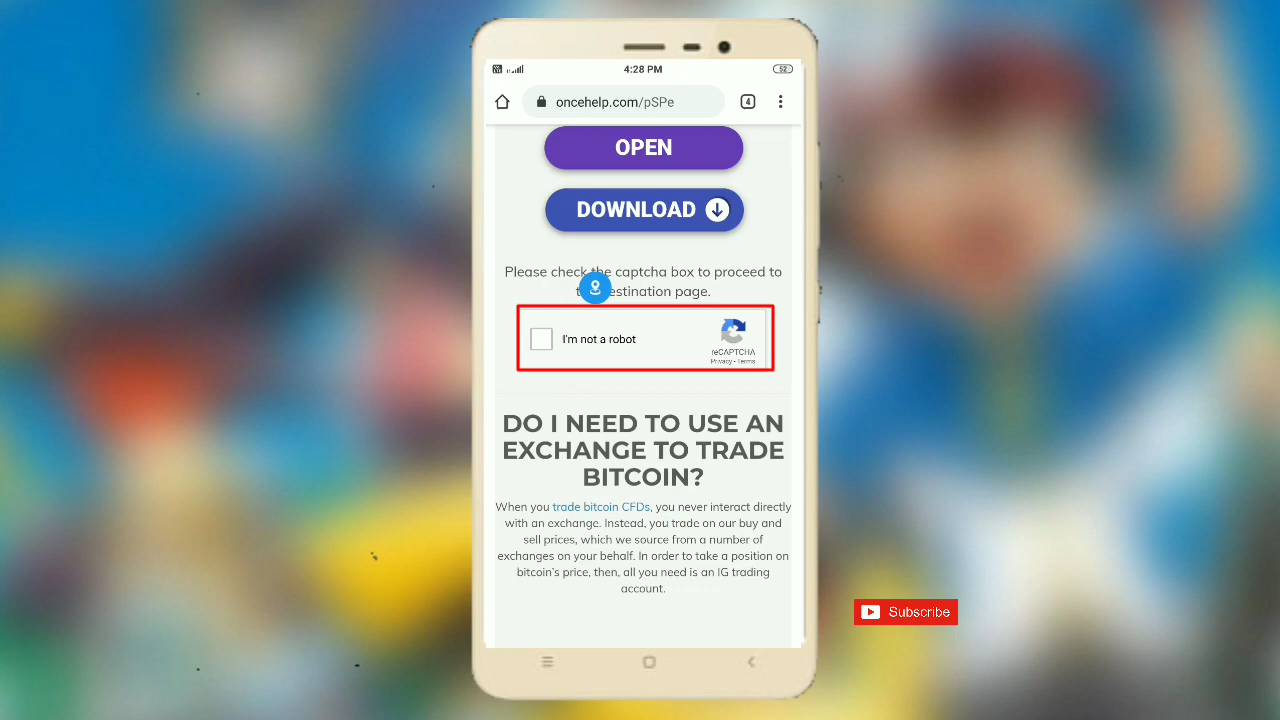 4:28 PM
52
oncehelp.com/pSPe
4
OPEN
DOWNLOAD
Please check the captcha box to proceed to
estination page.
I'm not a robot
reCAPTCHA
Privacy - Terms
DO I NEED TO USE AN
EXCHANGE TO TRADE
BITCOIN?
When you trade bitcoin CFDs, you never interact directly
with an exchange. Instead, you trade on our buy and
sell prices, which we source from a number of
exchanges on your behalf. In order to take a position on
bitcoin's price, then, all you need is an IG trading
account.
Subscribe